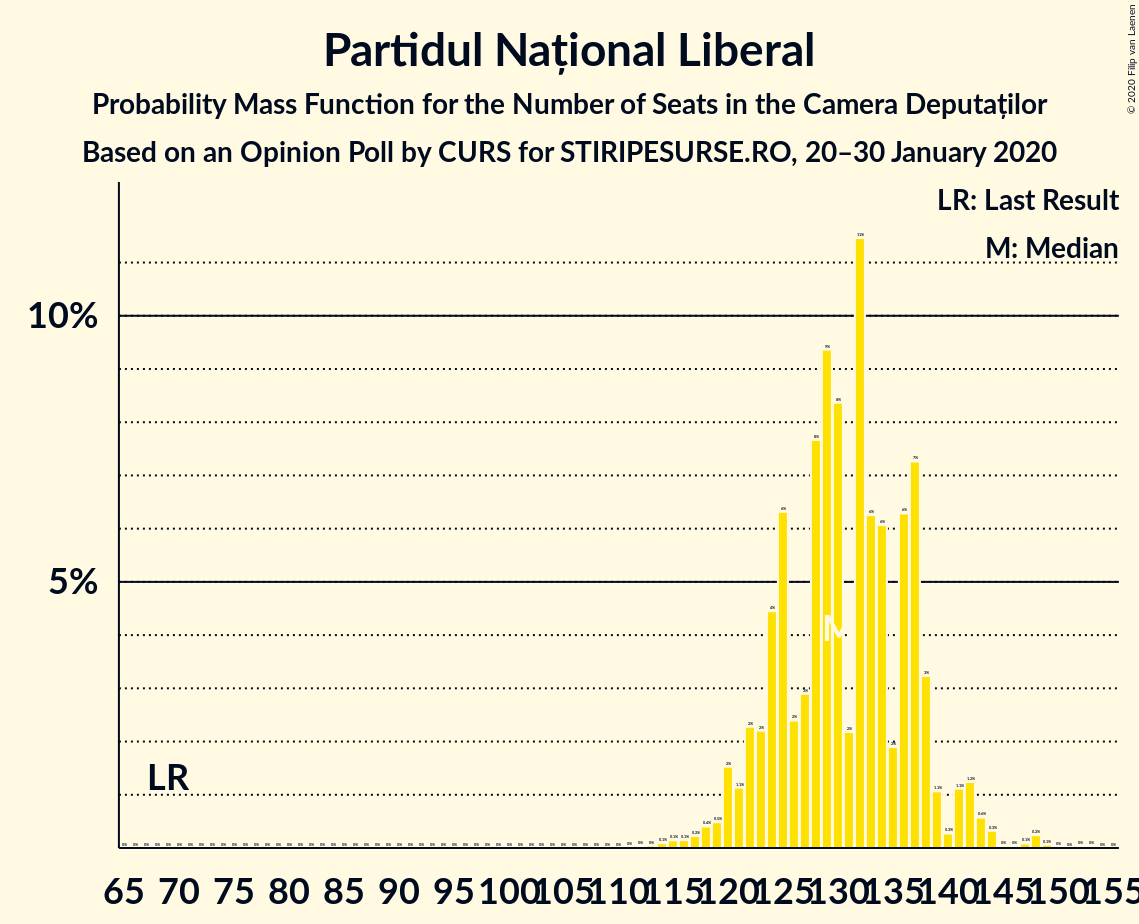 Partidul Național Liberal
Probability Mass Function for the Number of Seats in the Camera Deputaților
Based on an Opinion Poll by CURS for STIRIPESURSE.RO, 20–30 January 2020
© 2020 Filip van Laenen
LR: Last Result
M: Median
10%
5%
LR
M
65 70 75 80 85 90 95 100 105 110 115 120 125 130 135 140 145 150 155